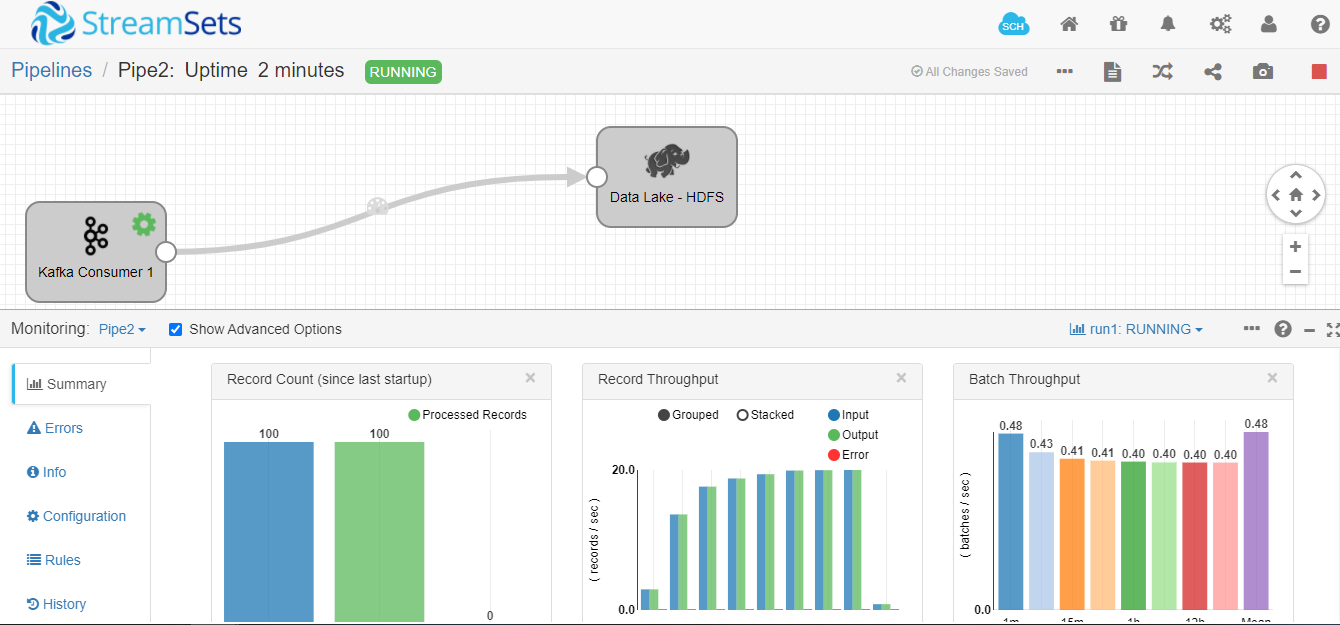 StreamSets
SCH
Pipelines / Pipe2: Uptime 2 minutes RUNNING
All Changes Saved
Data Lake - HDFS
Kafka Consumer 1
Monitoring: Pipe2 Show Advanced Options
run1: RUNNING
Summary
Errors
Info
Configuration
Rules
History
Record Count (since last startup)
Processed Records
100 100
0
Record Throughput
Grouped Stacked Input
Output
Error
20.0
( records / sec )
0.0
Batch Throughput
0.48 0.43 0.41 0.41 0.40 0.40 0.40 0.40 0.48
( batches / sec )
0.0
1m 15m 1h 12h Mean